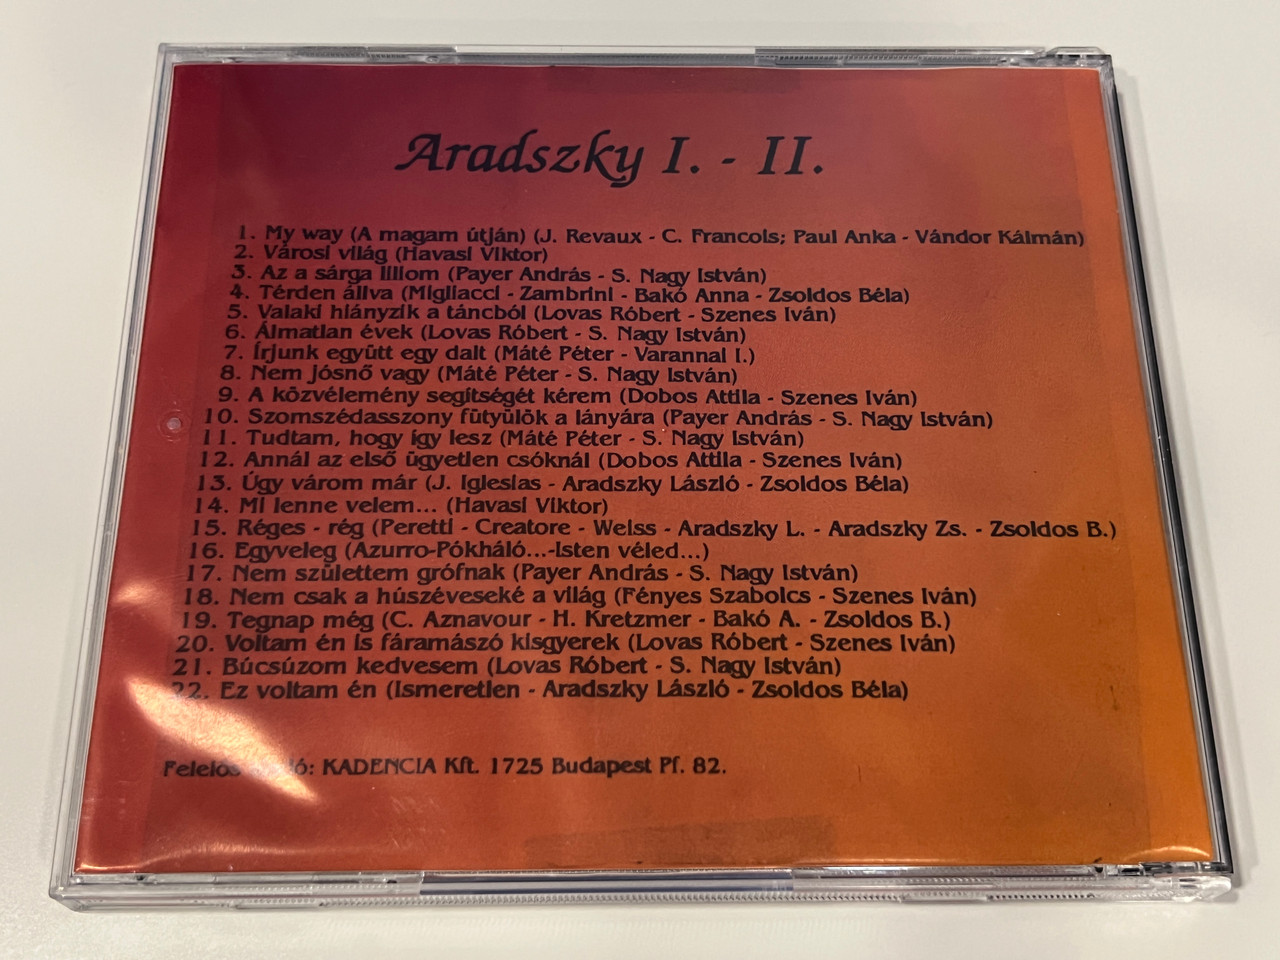 Aradszky I. - II.
1. My way (A magam útján) (J. Revaux - C. Francois; Paul Anka - Vándor Kálmán)
2. Városi világ (Havasi Viktor)
3. Az a sárga liliom (Payer András - S. Nagy István)
4. Térden állva (Migliacci - Zambrini - Bakó Anna - Zsoldos Béla)
5. Valaki hiányzik a táncból (Lovas Róbert - Szenes Iván)
6. Álmatlan évek (Lovas Róbert - S. Nagy István)
7. Írjunk együtt egy dalt (Máté Péter - Varannai I.)
8. Nem jósnő vagy (Máté Péter - S. Nagy István)
9. A közvélemény segítségét kérem (Dobos Attila - Szenes Iván)
10. Szomszédasszony fütyülök a lányára (Payer András - S. Nagy István)
11. Tudtam, hogy így lesz (Máté Péter - S. Nagy István)
12. Annál az első ügyetlen csóknál (Dobos Attila - Szenes Iván)
13. Úgy várom már (J. Iglesias - Aradszky László - Zsoldos Béla)
14. Mi lenne velem... (Havasi Viktor)
15. Réges - rég (Peretti - Creatore - Weiss - Aradszky L. - Aradszky Zs. - Zsoldos B.)
16. Egyveleg (Azurro-Pókháló...-Isten véled...)
17. Nem születtem grófnak (Payer András - S. Nagy István)
18. Nem csak a húszéveseké a világ (Fényes Szabolcs - Szenes Iván)
19. Tegnap még (C. Aznavour - H. Kretzmer - Bakó A. - Zsoldos B.)
20. Voltam én is fáramászó kisgyerek (Lovas Róbert - Szenes Iván)
21. Búcsúzom kedvesem (Lovas Róbert - S. Nagy István)
22. Ez voltam én (Ismeretlen - Aradszky László - Zsoldos Béla)
Felelős : KADENCIA Kft. 1725 Budapest Pf. 82.